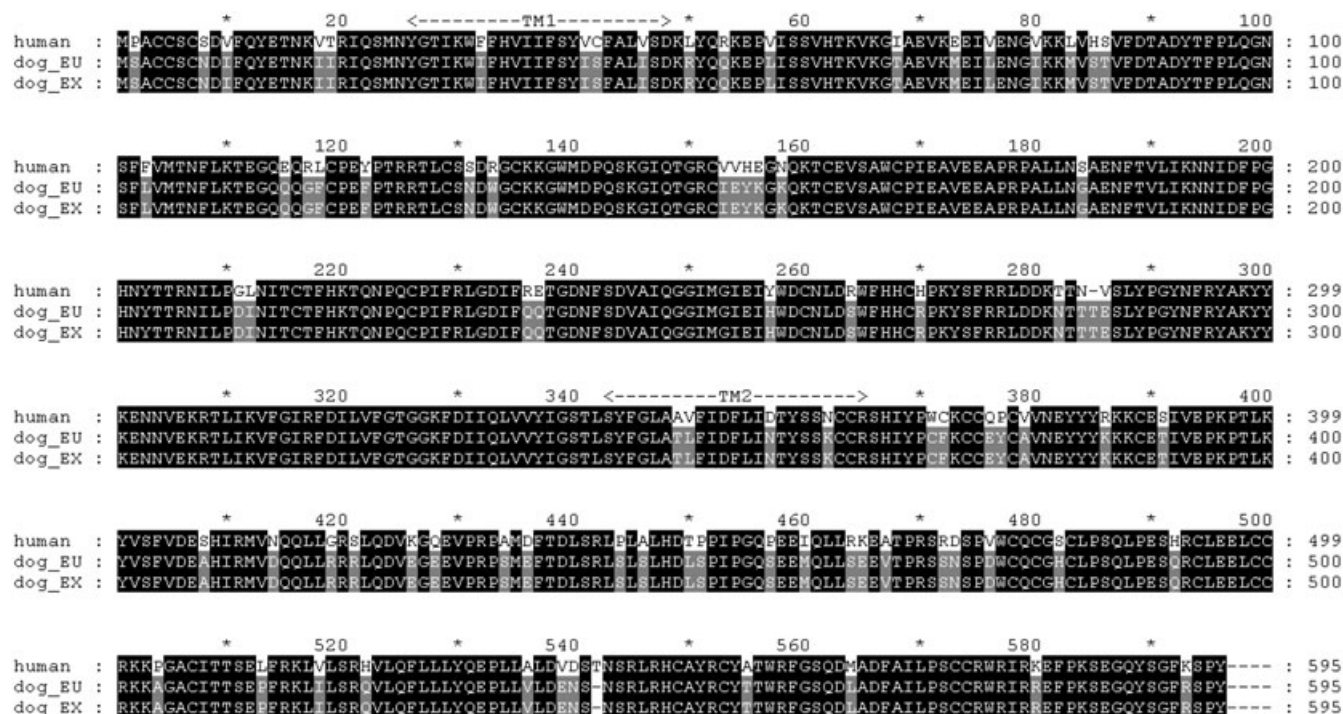 * 20 <---------TM1---------> * 60 * 80 * 100
human : MPACCSCSDVFQYETNKVTRIQSMNYGTIKWFFHVIIFSYVCFALVSDKLYQRKEPVISSVHTKVKGIAEVKEEIVENGVKKLVHSVFDTADYTFPLQGN : 100
dog_EU : MSACCSCNDIFQYETNKIIRIQSMNYGTIKWIFHVIIFSYISFALISDKRYQQKEPLISSVHTKVKGTAEVKMEILENGIKKMVSTVFDTADYTFPLQGN : 100
dog_EX : MSACCSCNDIFQYETNKIIRIQSMNYGTIKWIFHVIIFSYISFALISDKRYQQKEPLISSVHTKVKGTAEVKMEILENGIKKMVSTVFDTADYTFPLQGN : 100
* 120 * 140 * 160 * 180 * 200
human : SFFVMTNFLKTEGQEQRLCPEYPTRRTLCSSDRGCKKGWMDPQSKGIQTGRCVVHEGNQKTCEVSAWCPIEAVEEAPRPALLNSAENFTVLIKNNIDFPG : 200
dog_EU : SFLVMTNFLKTEGQQQGFCPEFPTRRTLCSNDWGCKKGWMDPQSKGIQTGRCIEYKGKQKTCEVSAWCPIEAVEEAPRPALLNGAENFTVLIKNNIDFPG : 200
dog_EX : SFLVMTNFLKTEGQQQGFCPEFPTRRTLCSNDWGCKKGWMDPQSKGIQTGRCIEYKGKQKTCEVSAWCPIEAVEEAPRPALLNGAENFTVLIKNNIDFPG : 200
* 220 * 240 * 260 * 280 * 300
human : HNYTTRNILPGLNITCTFHKTQNPQCPIFRLGDIFRETGDNFSDVAIQGGIMGIEIYWDCNLDRWFHHCHPKYSFRRLDDKTTN-VSLYPGYNFRYAKYY : 299
dog_EU : HNYTTRNILPDINITCTFHKTQNPQCPIFRLGDIFQQTGDNFSDVAIQGGIMGIEIHWDCNLDSWFHHCRPKYSFRRLDDKNTTTESLYPGYNFRYAKYY : 300
dog_EX : HNYTTRNILPDINITCTFHKTQNPQCPIFRLGDIFQQTGDNFSDVAIQGGIMGIEIHWDCNLDSWFHHCRPKYSFRRLDDKNTTTESLYPGYNFRYAKYY : 300
* 320 * 340 <---------TM2---------> * 380 * 400
human : KENNVEKRTLIKVFGIRFDILVFGTGGKFDIIQLVVYIGSTLSYFGLAAVFIDFLIDTYSSNCCRSHIYPWCKCCQPCVVNEYYYRKKCESIVEPKPTLK : 399
dog_EU : KENNVEKRTLIKVFGIRFDILVFGTGGKFDIIQLVVYIGSTLSYFGLATLFIDFLINTYSSKCCRSHIYPCFKCCEYCAVNEYYYKKKCETIVEPKPTLK : 400
dog_EX : KENNVEKRTLIKVFGIRFDILVFGTGGKFDIIQLVVYIGSTLSYFGLATLFIDFLINTYSSKCCRSHIYPCFKCCEYCAVNEYYYKKKCETIVEPKPTLK : 400
* 420 * 440 * 460 * 480 * 500
human : YVSFVDESHIRMVNQQLLGRSLQDVKGQEVPRPAMDFTDLSRLPLALHDTPPIPGQPEEIQLLRKEATPRSRDSPVWCQCGSCLPSQLPESHRCLEELCC : 499
dog_EU : YVSFVDEAHIRMVDQQLLRRRLQDVEGEEVPRPSMEFTDLSRLSLSLHDLSPIPGQSEEMQLLSEEVTPRSSNSPDWCQCGHCLPSQLPESQRCLEELCC : 500
dog_EX : YVSFVDEAHIRMVDQQLLRRRLQDVEGEEVPRPSMEFTDLSRLSLSLHDLSPIPGQSEEMQLLSEEVTPRSSNSPDWCQCGHCLPSQLPESQRCLEELCC : 500
* 520 * 540 * 560 * 580 *
human : RKKPGACITTSELFRKLVLSRHVLQFLLLYQEPLLALDVDSTNSRLRHCAYRCYATWRFGSQDMADFAILPSCCRWRIRKEFPKSEGQYSGFKSPY---- : 595
dog_EU : RKKAGACITTSEPFRKLILSRQVLQFLLLYQEPLLVLDENS-NSRLRHCAYRCYTTWRFGSQDLADFAILPSCCRWRIRREFPKSEGQYSGFRSPY---- : 595
dog_EX : RKKAGACITTSEPFRKLILSRQVLQFLLLYQEPLLVLDENS-NSRLRHCAYRCYTTWRFGSQDLADFAILPSCCRWRIRREFPKSEGQYSGFRSPY---- : 595